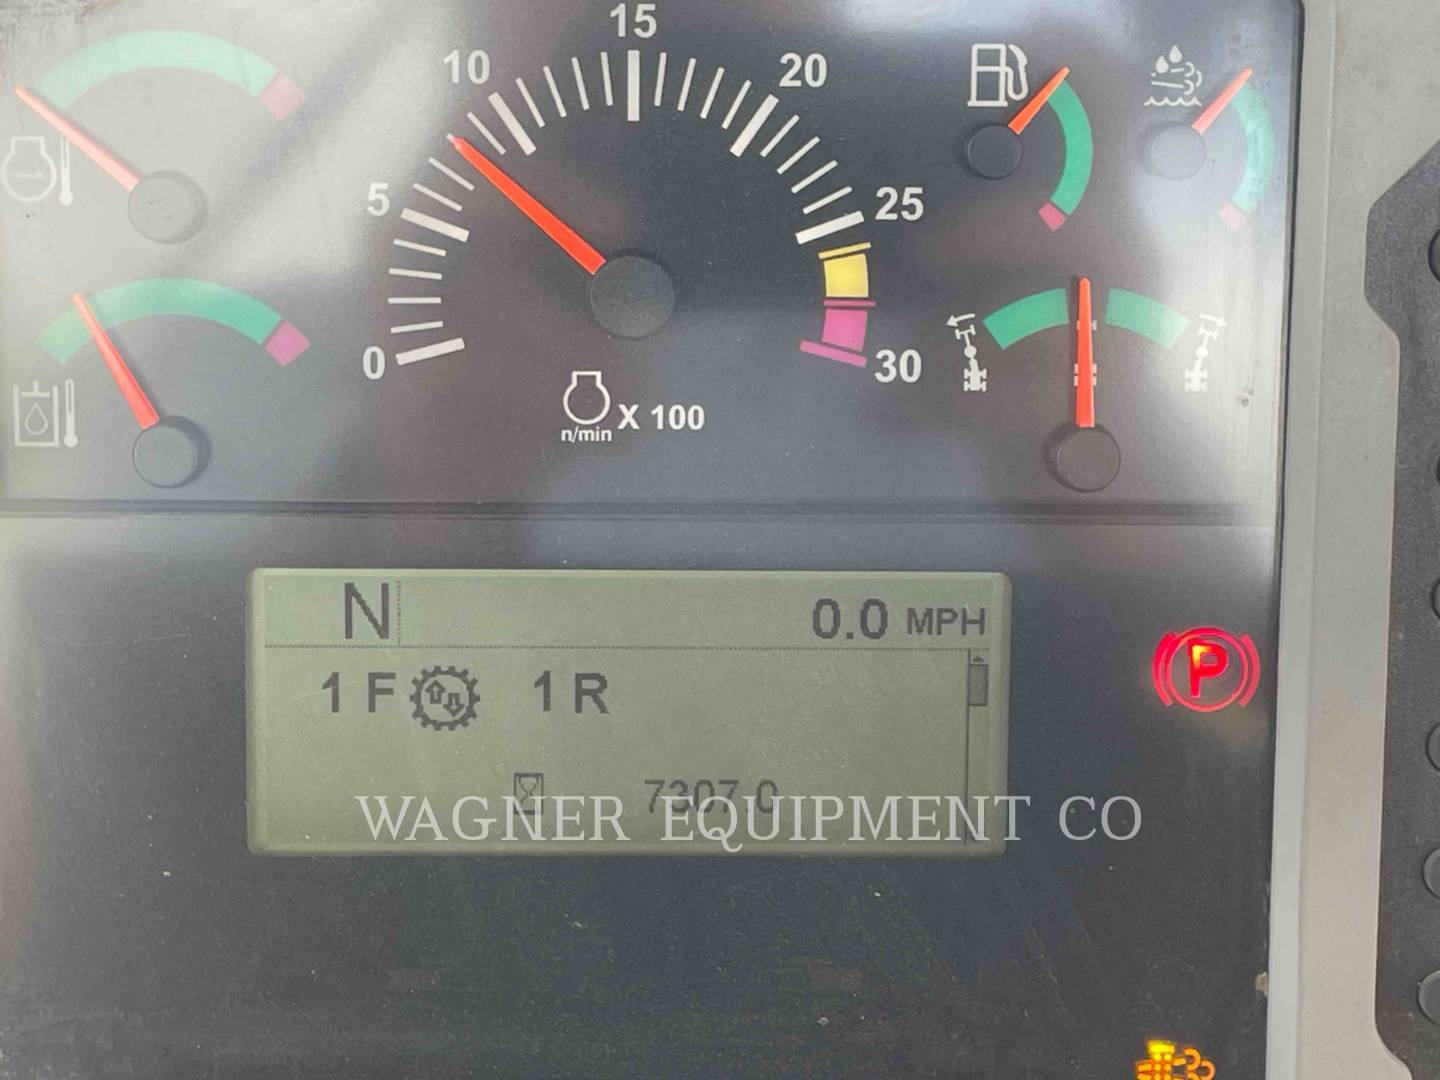 15
10 20
5 25
0 30
n/min X 100
N 0.0 MPH
1 F 1 R
7307.0
WAGNER EQUIPMENT CO
P